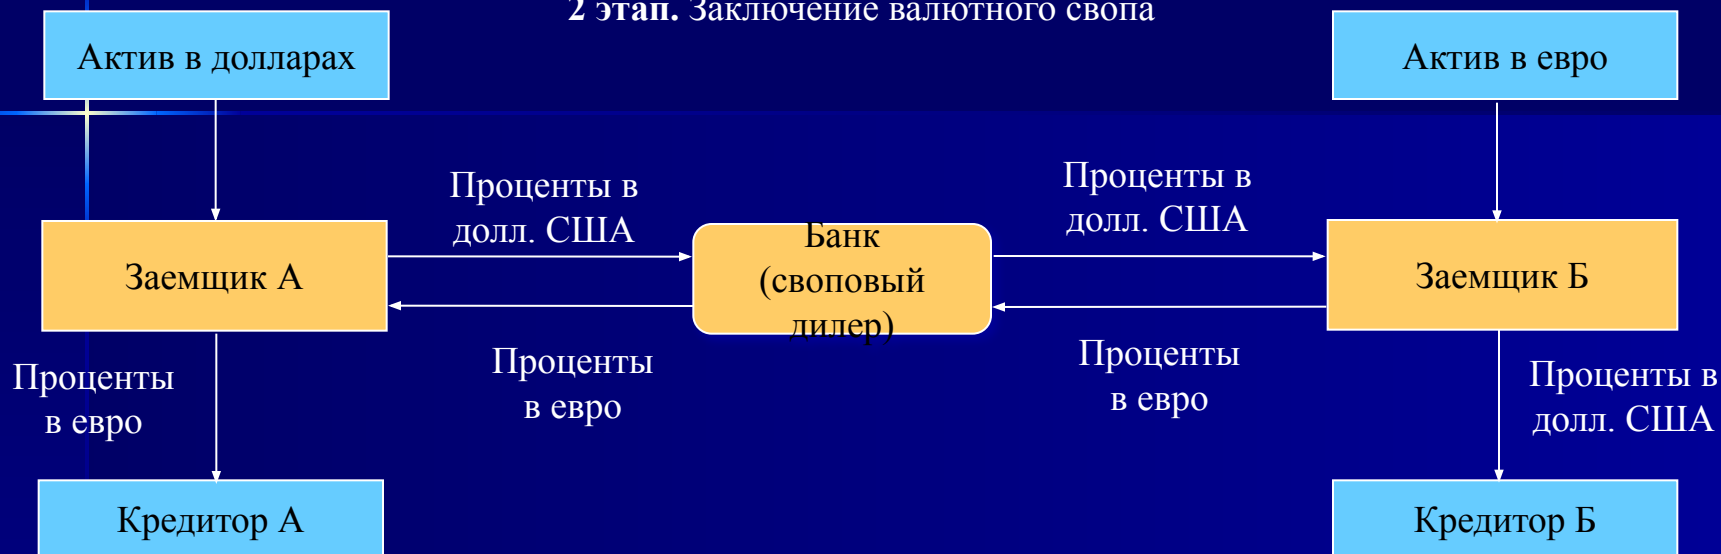 2 этап. Заключение валютного свопа
Актив в долларах
Актив в евро
Проценты в
долл. США
Проценты в
долл. США
Заемщик А
Банк
(своповый
дилер)
Заемщик Б
Проценты
в евро
Проценты
в евро
Проценты
в евро
Проценты в
долл. США
Кредитор А
Кредитор Б